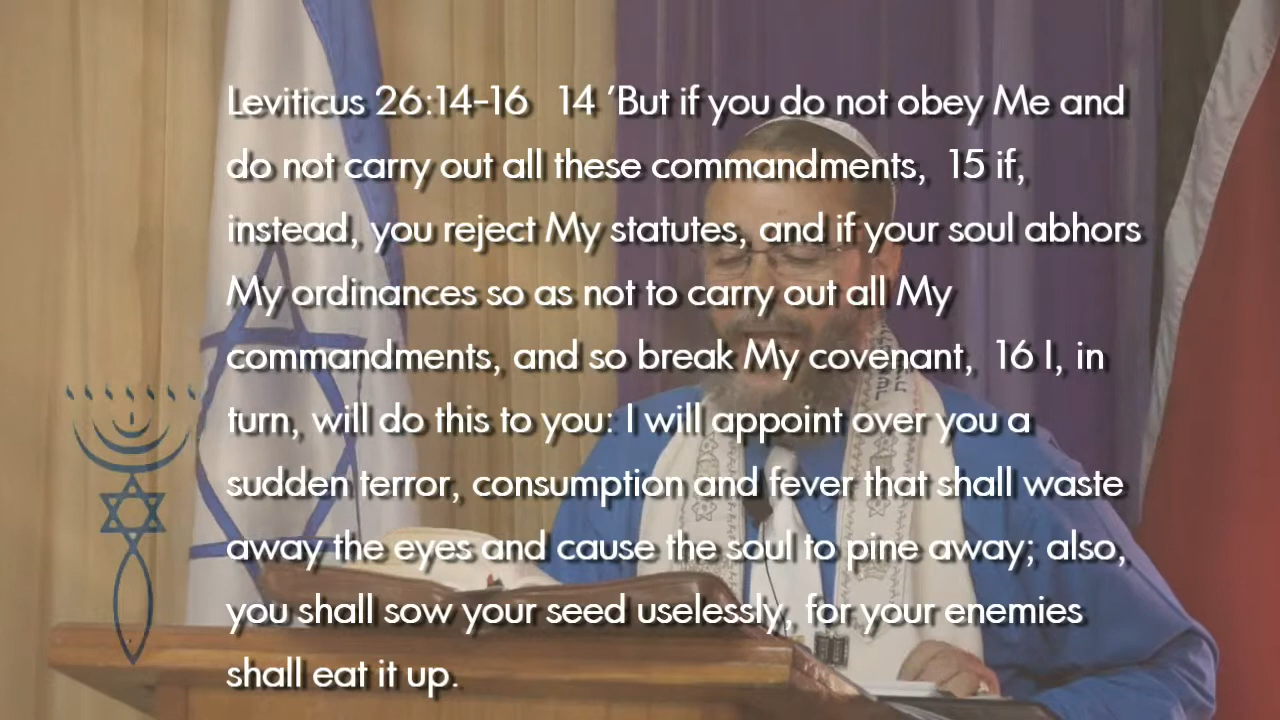 Leviticus 26:14-16 14 ‘But if you do not obey Me and
do not carry out all these commandments, 15 if,
instead, you reject My statutes, and if your soul abhors
My ordinances so as not to carry out all My
commandments, and so break My covenant, 16 I, in
turn, will do this to you: I will appoint over you a
sudden terror, consumption and fever that shall waste
away the eyes and cause the soul to pine away; also,
you shall sow your seed uselessly, for your enemies
shall eat it up.